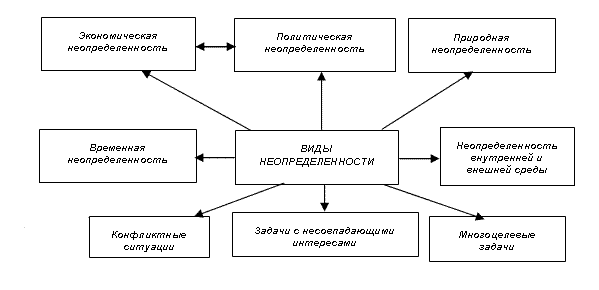 Экономическая
неопределенность
Политическая
неопределенность
Природная
неопределенность
Временная
неопределенность
ВИДЫ
НЕОПРЕДЕЛЕННОСТИ
Неопределенность
внутренней и
внешней среды
Конфликтные
ситуации
Задачи с несовпадающими
интересами
Многоцелевые
задачи